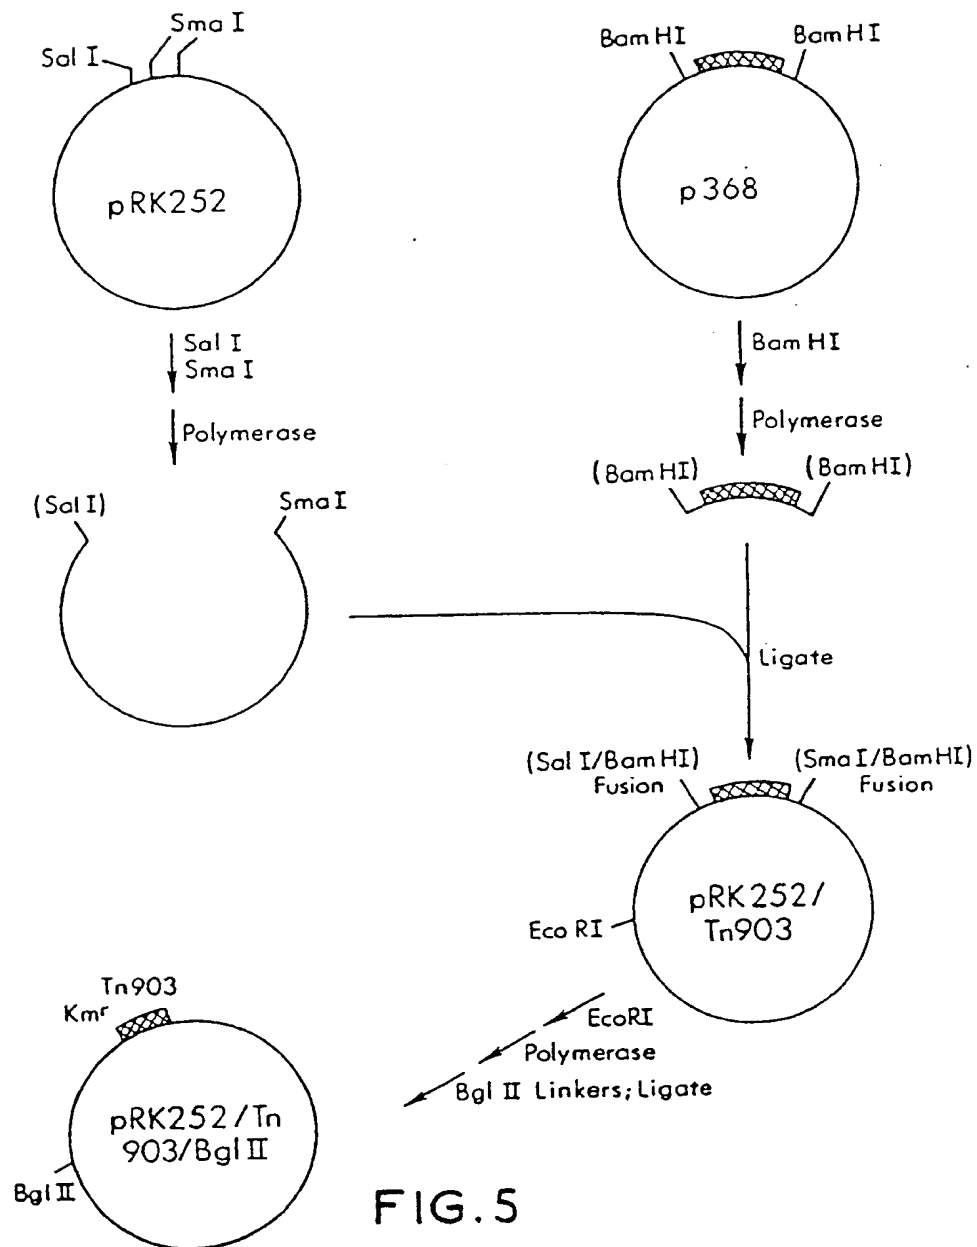 Sal I
Sma I
pRK252
Bam HI
Bam HI
p368
Sal I
Sma I
Polymerase
Bam HI
Polymerase
(Sal I)
Sma I
(Bam HI)
(Bam HI)
Ligate
(Sal I/Bam HI)
Fusion
(Sma I/Bam HI)
Fusion
pRK252/
Tn903
Eco RI
EcoRI
Polymerase
Bgl II Linkers; Ligate
Tn903
Kmr
pRK252/Tn
903/Bgl II
Bgl II
FIG. 5